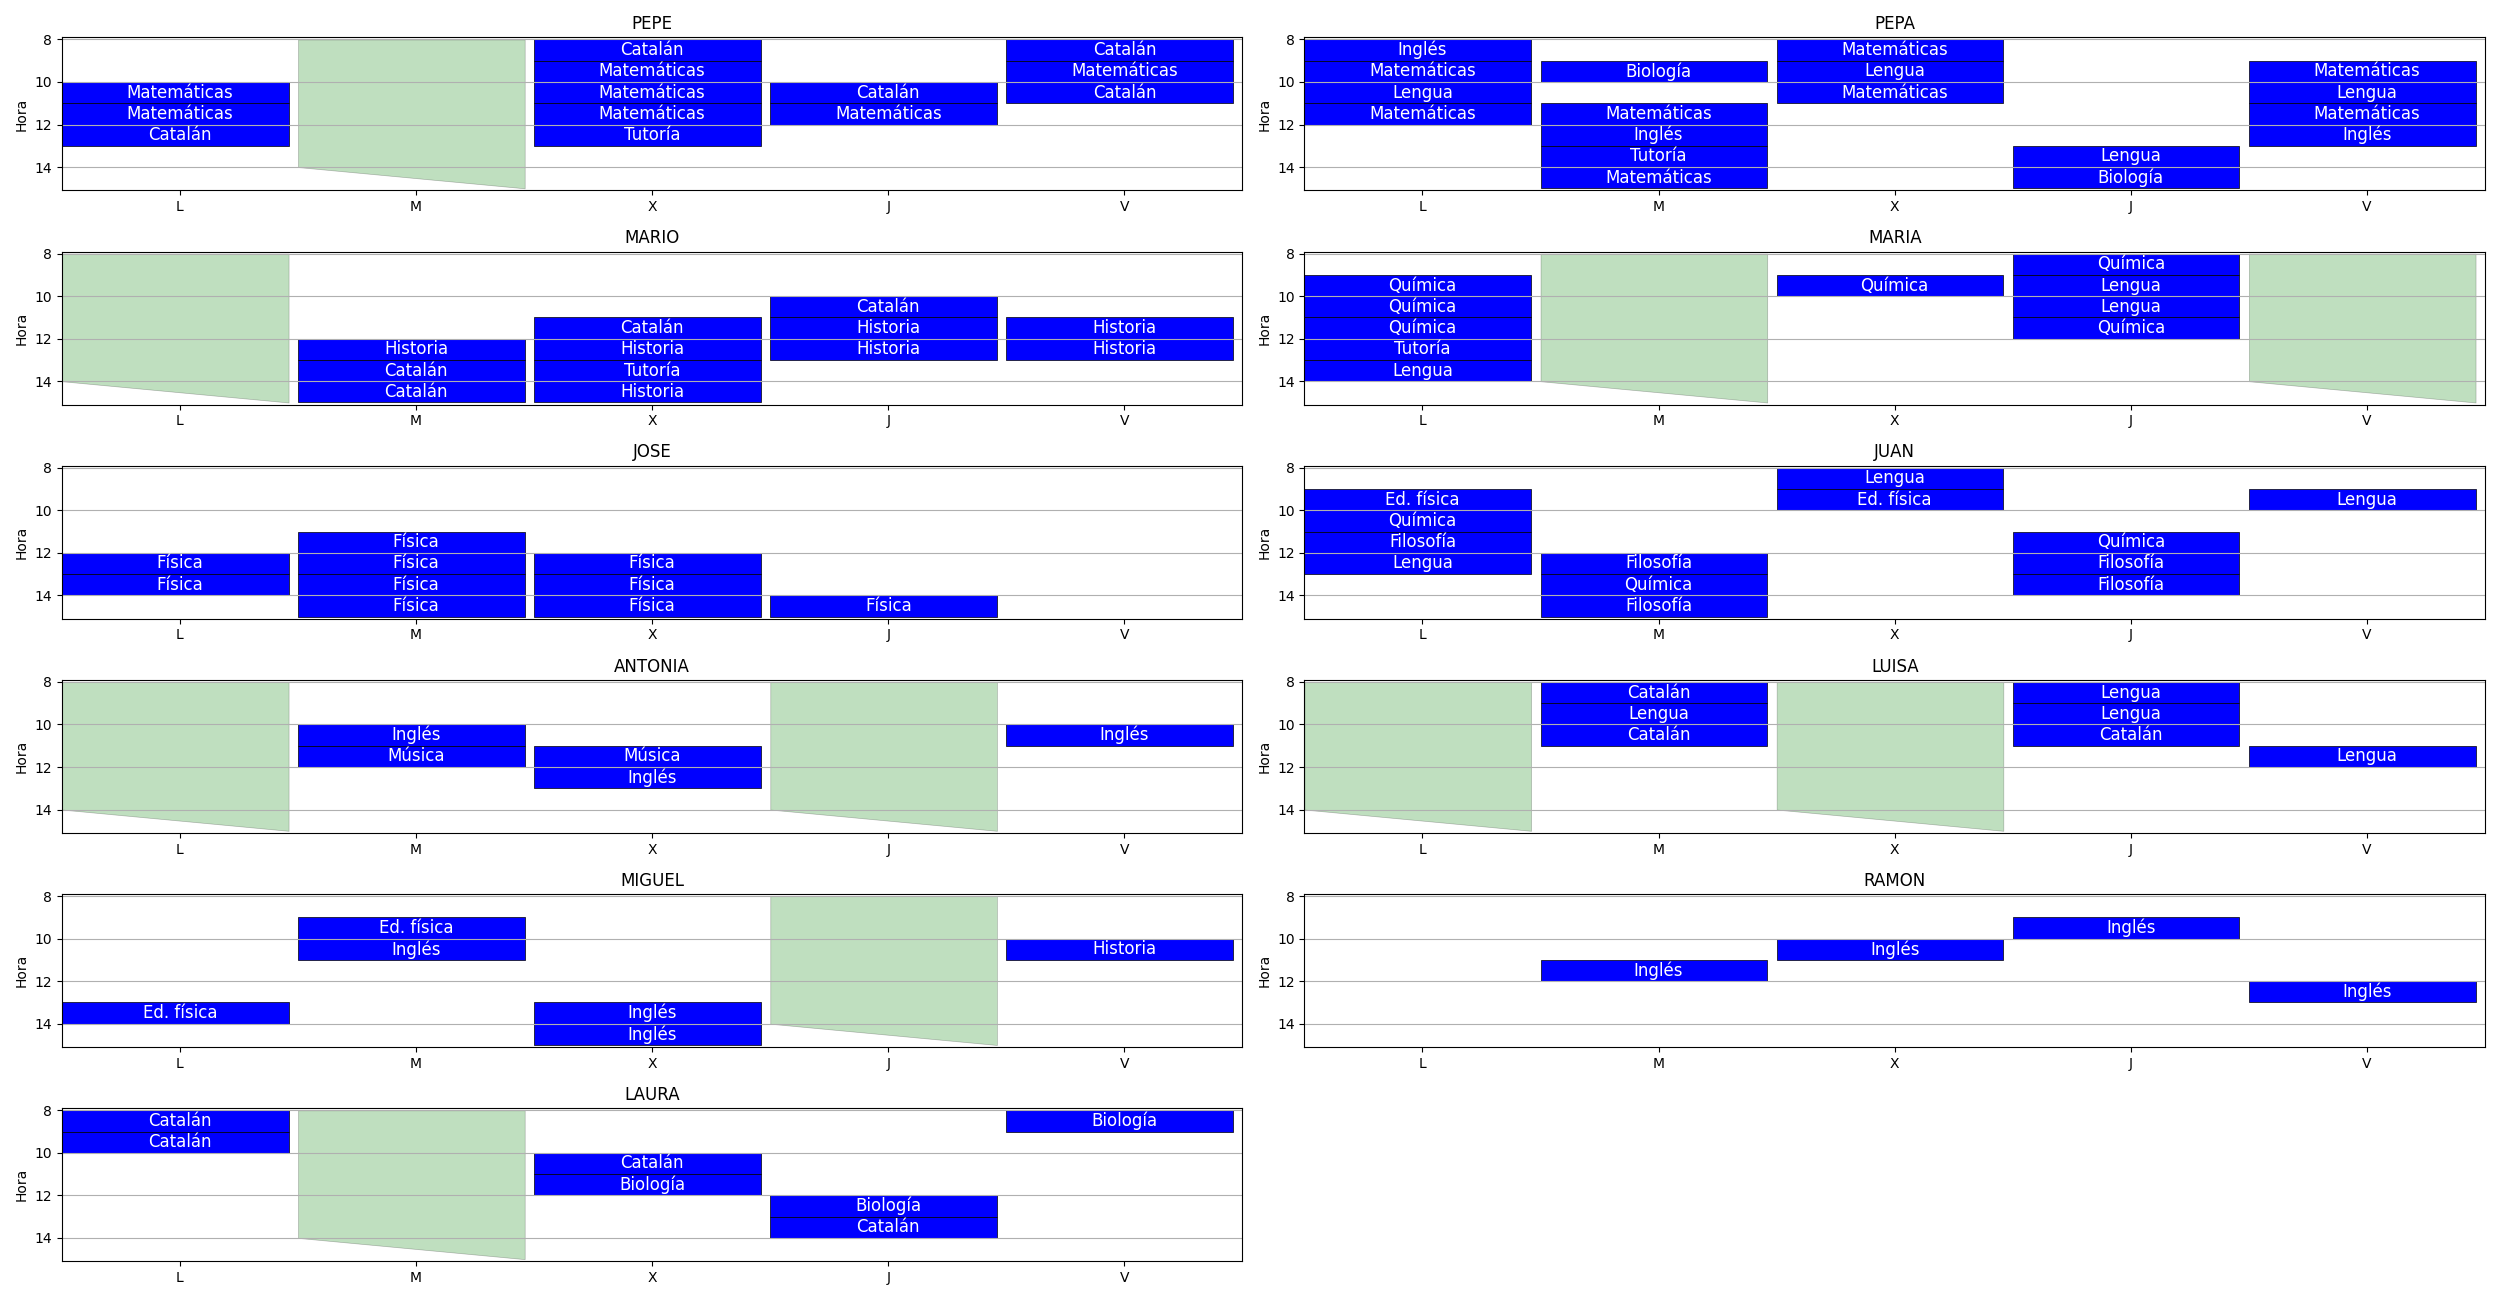 PEPE
8
10
12
14
Hora
Matemáticas
Matemáticas
Catalán
Catalán
Matemáticas
Matemáticas
Matemáticas
Tutoría
Catalán
Matemáticas
Catalán
Matemáticas
Catalán
L M X J V
PEPA
8
10
12
14
Hora
Inglés
Matemáticas
Lengua
Matemáticas
Biología
Matemáticas
Inglés
Tutoría
Matemáticas
Matemáticas
Lengua
Matemáticas
Lengua
Biología
Matemáticas
Lengua
Matemáticas
Inglés
L M X J V
MARIO
8
10
12
14
Hora
Historia
Catalán
Catalán
Catalán
Historia
Tutoría
Historia
Catalán
Historia
Historia
Historia
Historia
L M X J V
MARIA
8
10
12
14
Hora
Química
Química
Química
Tutoría
Lengua
Química
Química
Lengua
Lengua
Química
L M X J V
JOSE
8
10
12
14
Hora
Física
Física
Física
Física
Física
Física
Física
Física
Física
Física
L M X J V
JUAN
8
10
12
14
Hora
Ed. física
Química
Filosofía
Lengua
Filosofía
Química
Filosofía
Lengua
Ed. física
Química
Filosofía
Filosofía
Lengua
L M X J V
ANTONIA
8
10
12
14
Hora
Inglés
Música
Música
Inglés
Inglés
L M X J V
LUISA
8
10
12
14
Hora
Catalán
Lengua
Catalán
Lengua
Lengua
Catalán
Lengua
L M X J V
MIGUEL
8
10
12
14
Hora
Ed. física
Ed. física
Inglés
Inglés
Inglés
Historia
L M X J V
RAMON
8
10
12
14
Hora
Inglés
Inglés
Inglés
Inglés
L M X J V
LAURA
8
10
12
14
Hora
Catalán
Catalán
Catalán
Biología
Biología
Catalán
Biología
L M X J V